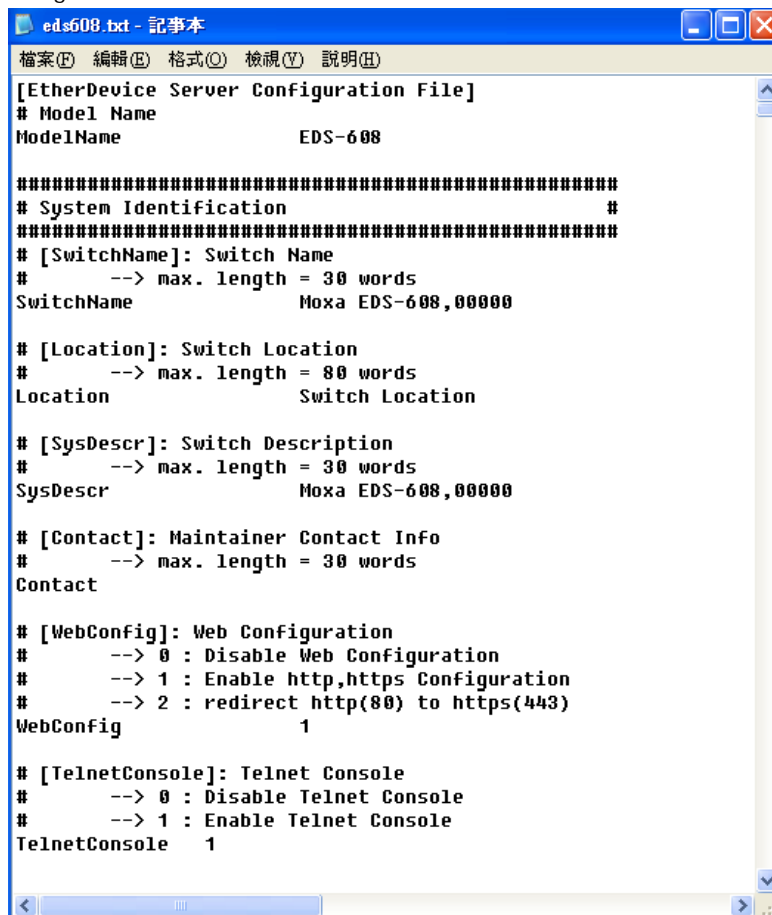 eds608.txt - 記事本
檔案(F) 編輯(E) 格式(O) 檢視(V) 說明(H)
[EtherDevice Server Configuration File]
# Model Name
ModelName EDS-608
###################################################
# System Identification #
###################################################
# [SwitchName]: Switch Name
# --> max. length = 30 words
SwitchName Moxa EDS-608,00000
# [Location]: Switch Location
# --> max. length = 80 words
Location Switch Location
# [SysDescr]: Switch Description
# --> max. length = 30 words
SysDescr Moxa EDS-608,00000
# [Contact]: Maintainer Contact Info
# --> max. length = 30 words
Contact
# [WebConfig]: Web Configuration
# --> 0 : Disable Web Configuration
# --> 1 : Enable http,https Configuration
# --> 2 : redirect http(80) to https(443)
WebConfig 1
# [TelnetConsole]: Telnet Console
# --> 0 : Disable Telnet Console
# --> 1 : Enable Telnet Console
TelnetConsole 1